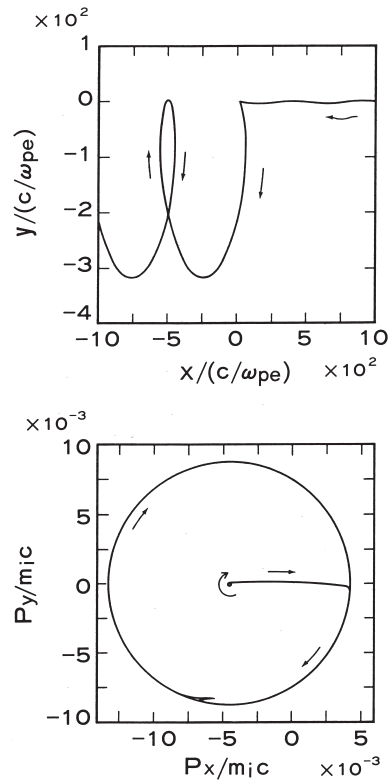 ×10²
1
0
-1
-2
-3
-4
y/(c/ωpe)
-10 -5 0 5 10
x/(c/ωpe) ×10²
×10⁻³
10
5
0
-5
-10
Py/mic
-10 -5 0 5
Px/mic ×10⁻³